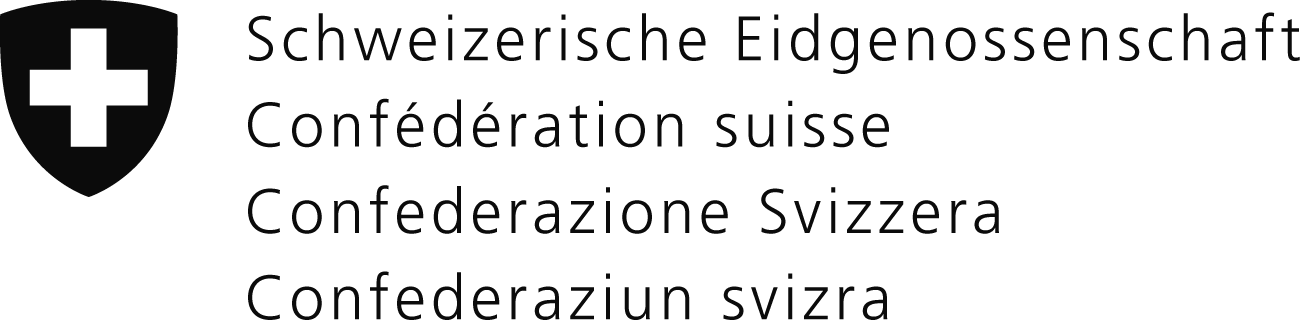 Schweizerische Eidgenossenschaft
Confédération suisse
Confederazione Svizzera
Confederaziun svizra